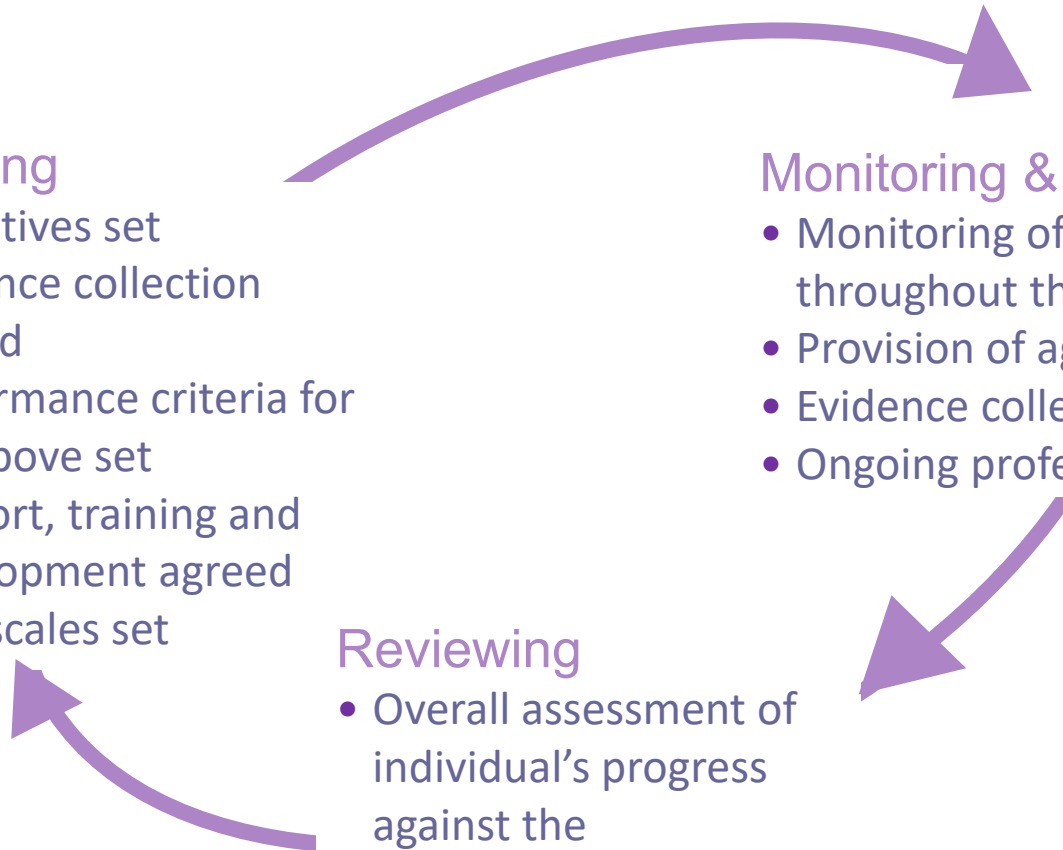 ng
tives set
nce collection
d
rmance criteria for
bove set
ort, training and
opment agreed
scales set
Monitoring &
• Monitoring of
throughout th
• Provision of ag
• Evidence colle
• Ongoing profe
Reviewing
• Overall assessment of
individual’s progress
against the